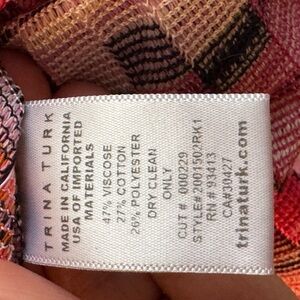 TRINA TURK
MADE IN CALIFORNIA
USA OF IMPORTED
MATERIALS
47% VISCOSE
27% COTTON
26% POLYESTER
DRY CLEAN
ONLY
CUT # 000229
STYLE# 2001502RK1
RN # 93413
CA#30427
trinaturk.com